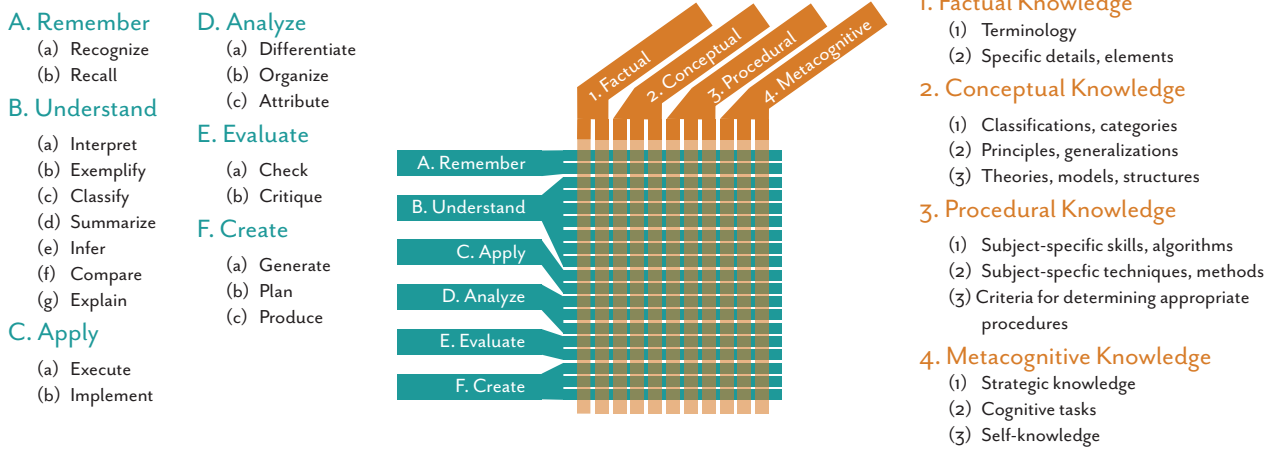 A. Remember
(a) Recognize
(b) Recall
B. Understand
(a) Interpret
(b) Exemplify
(c) Classify
(d) Summarize
(e) Infer
(f) Compare
(g) Explain
C. Apply
(a) Execute
(b) Implement
D. Analyze
(a) Differentiate
(b) Organize
(c) Attribute
E. Evaluate
(a) Check
(b) Critique
F. Create
(a) Generate
(b) Plan
(c) Produce
1. Factual
2. Conceptual
3. Procedural
4. Metacognitive
A. Remember
B. Understand
C. Apply
D. Analyze
E. Evaluate
F. Create
1. Factual Knowledge
(1) Terminology
(2) Specific details, elements
2. Conceptual Knowledge
(1) Classifications, categories
(2) Principles, generalizations
(3) Theories, models, structures
3. Procedural Knowledge
(1) Subject-specific skills, algorithms
(2) Subject-specfic techniques, methods
(3) Criteria for determining appropriate
procedures
4. Metacognitive Knowledge
(1) Strategic knowledge
(2) Cognitive tasks
(3) Self-knowledge